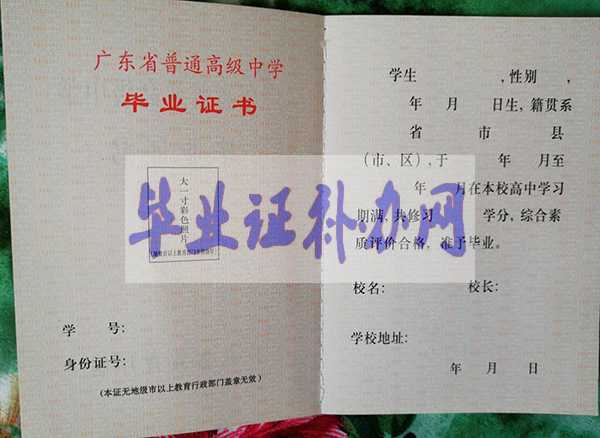 广东省普通高级中学
毕业证书
大一寸彩色照片
学 号:
身份证号:
(本证无地级市以上教育行政部门盖章无效)
毕业证补办网
学生 ,性别 ,
年 月 日生, 籍贯系
省 市 县
(市、区), 于 年 月至
年 月在本校高中学习
期满, 共修习 学分, 综合素
质评价合格, 准予毕业。
校名: 校长:
学校地址:
年 月 日